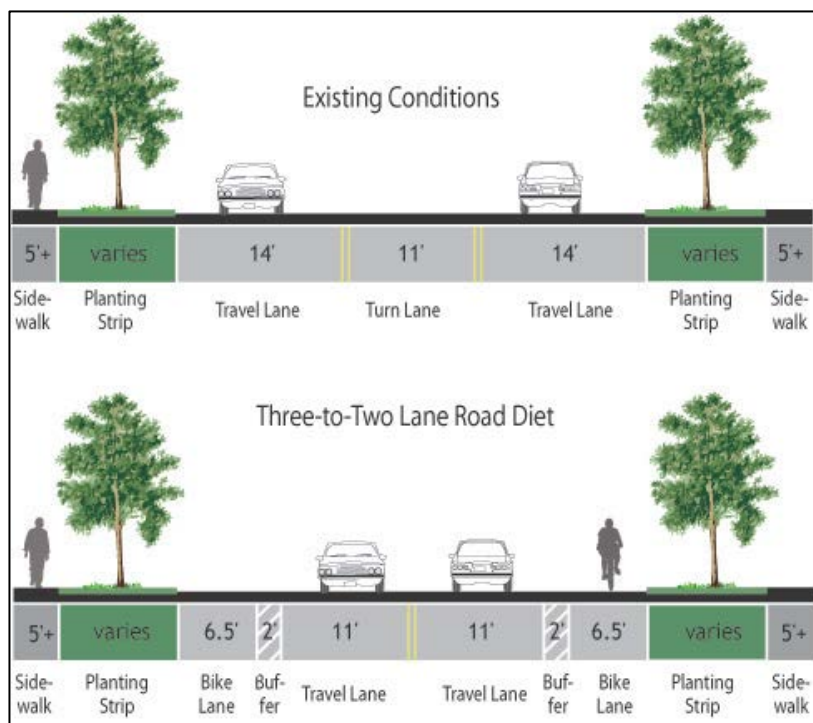 Existing Conditions
5'+ varies 14' 11' 14' varies 5'+
Side-
walk
Planting
Strip
Travel Lane
Turn Lane
Travel Lane
Planting
Strip
Side-
walk
Three-to-Two Lane Road Diet
5'+ varies 6.5' 2' 11' 11' 2' 6.5' varies 5'+
Side-
walk
Planting
Strip
Bike
Lane
Buf-
fer
Travel Lane
Travel Lane
Buf-
fer
Bike
Lane
Planting
Strip
Side-
walk